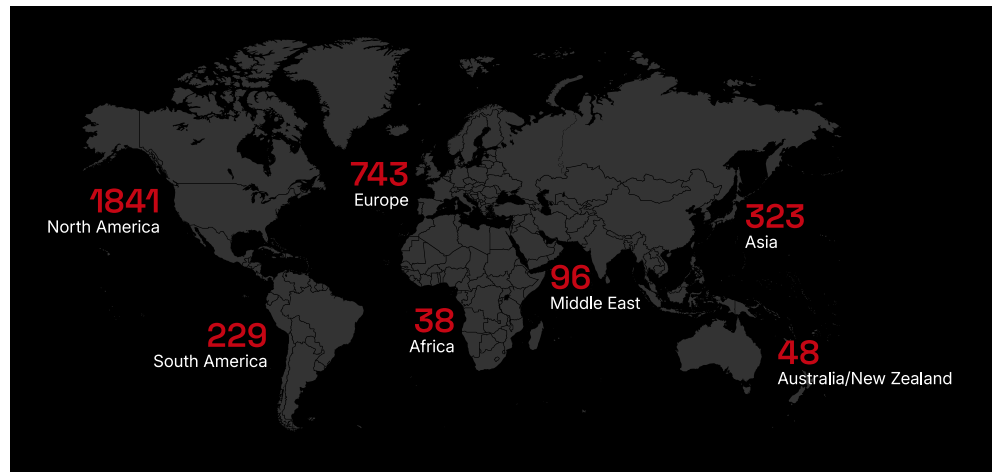 743
Europe
1841
North America
323
Asia
96
Middle East
38
Africa
229
South America
48
Australia/New Zealand